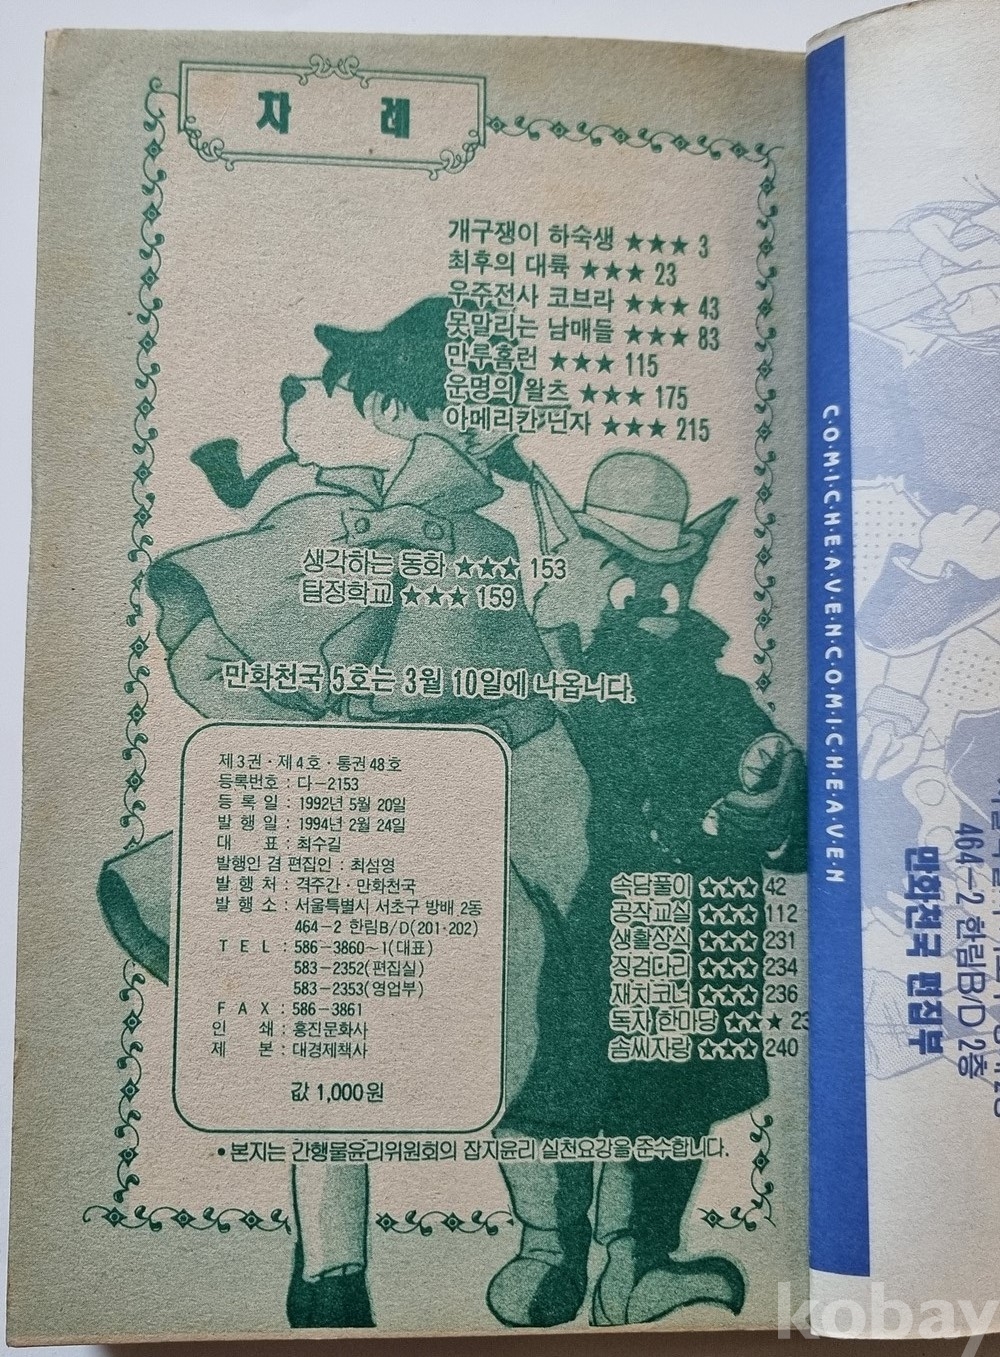 차 례
개구쟁이 하숙생 ★★★ 3
최후의 대륙 ★★★ 23
우주전사 코브라 ★★★ 43
못말리는 남매들 ★★★ 83
만루홈런 ★★★ 115
운명의 왈츠 ★★★ 175
아메리칸 닌자 ★★★ 215
생각하는 동화 ★★★ 153
탐정학교 ★★★ 159
만화천국 5호는 3월 10일에 나옵니다.
제3권·제4호·통권48호
등록번호 : 다-2153
등 록 일 : 1992년 5월 20일
발 행 일 : 1994년 2월 24일
대 표 : 최수길
발행인 겸 편집인 : 최섬영
발 행 처 : 격주간·만화천국
발 행 소 : 서울특별시 서초구 방배 2동
464-2 한림B/D(201·202)
T E L : 586-3860~1(대표)
583-2352(편집실)
583-2353(영업부)
F A X : 586-3861
인 쇄 : 홍진문화사
제 본 : 대경제책사
값 1,000원
속담풀이 ★★★ 42
공작교실 ★★★ 112
생활상식 ★★★ 231
징검다리 ★★★ 234
재치코너 ★★★ 236
독자 한마당 ★★★ 23
솜씨자랑 ★★★ 240
•본지는 간행물윤리위원회의 잡지윤리 실천요강을 준수합니다.
C·O·M·I·C·H·E·A·V·E·N·C·O·M·I·C·H·E·A·V·E·N
464-2 한림B/D 2층
만화천국 편집부
kobay